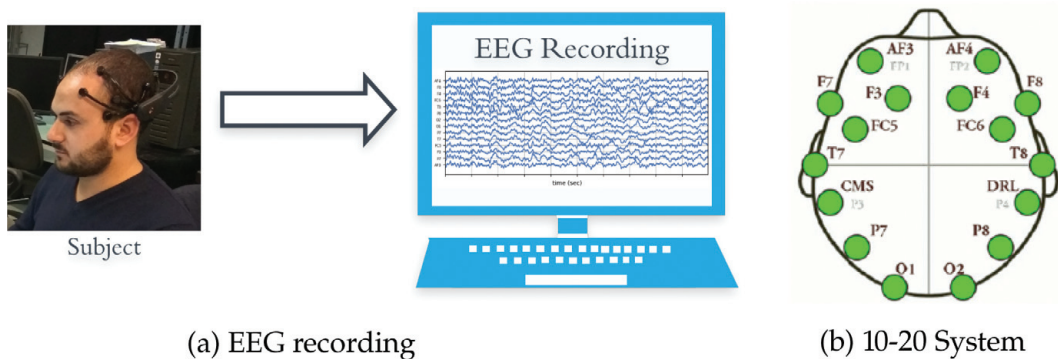 EEG Recording
time (sec)
Subject
(a) EEG recording
AF3 AF4
FP1 FP2
F7 F8
F3 F4
FC5 FC6
T7 T8
CMS DRL
P3 P4
P7 P8
O1 O2
(b) 10-20 System